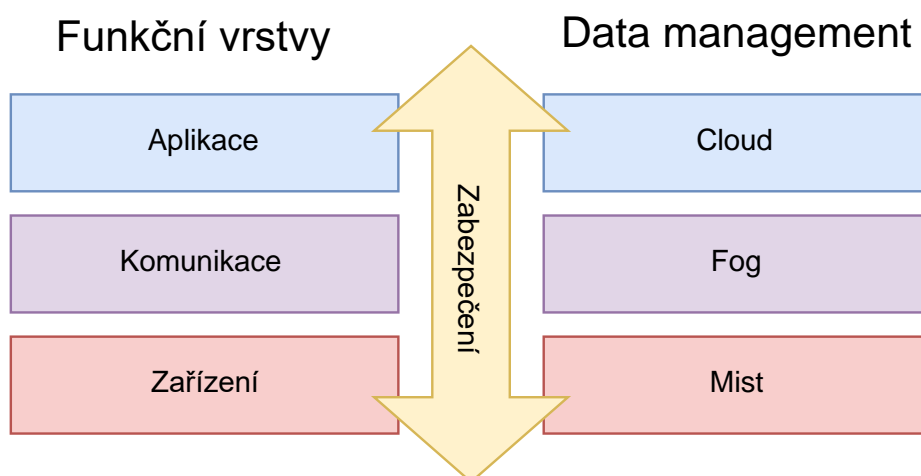 Funkční vrstvy
Data management
Aplikace
Cloud
Komunikace
Zabezpečení
Fog
Zařízení
Mist